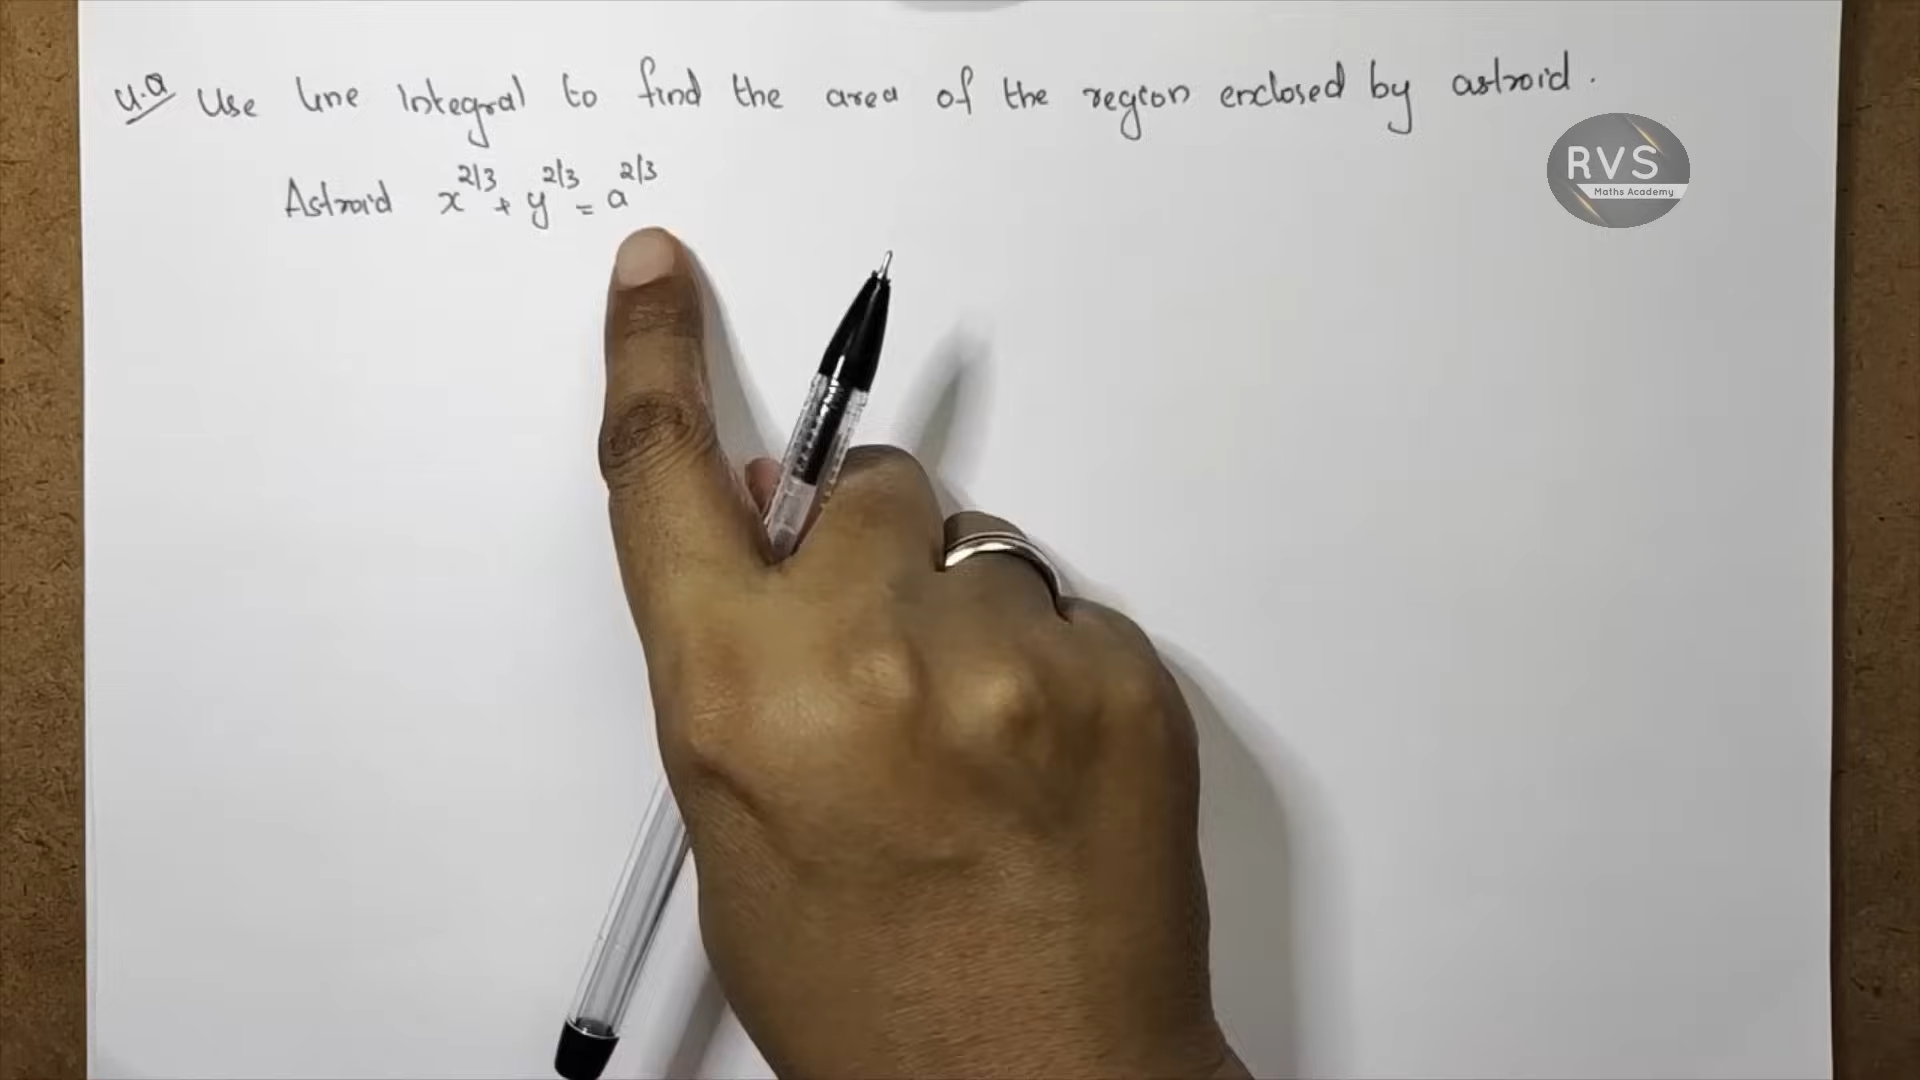 U.Q Use line Integral to find the area of the region enclosed by astroid.
Astroid x^{2/3} + y^{2/3} = a^{2/3}
RVS
Maths Academy